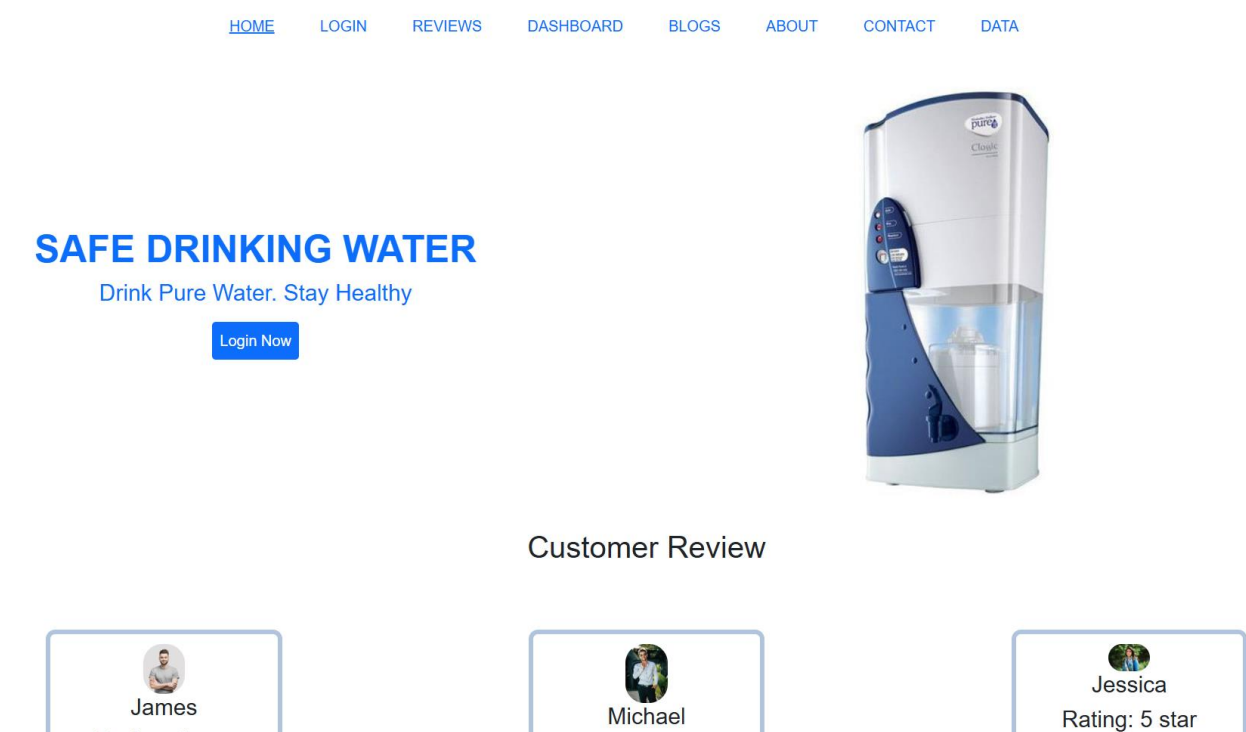 HOME LOGIN REVIEWS DASHBOARD BLOGS ABOUT CONTACT DATA
pureit
Classic
SAFE DRINKING WATER
Drink Pure Water. Stay Healthy
Login Now
Customer Review
James
Michael
Jessica
Rating: 5 star